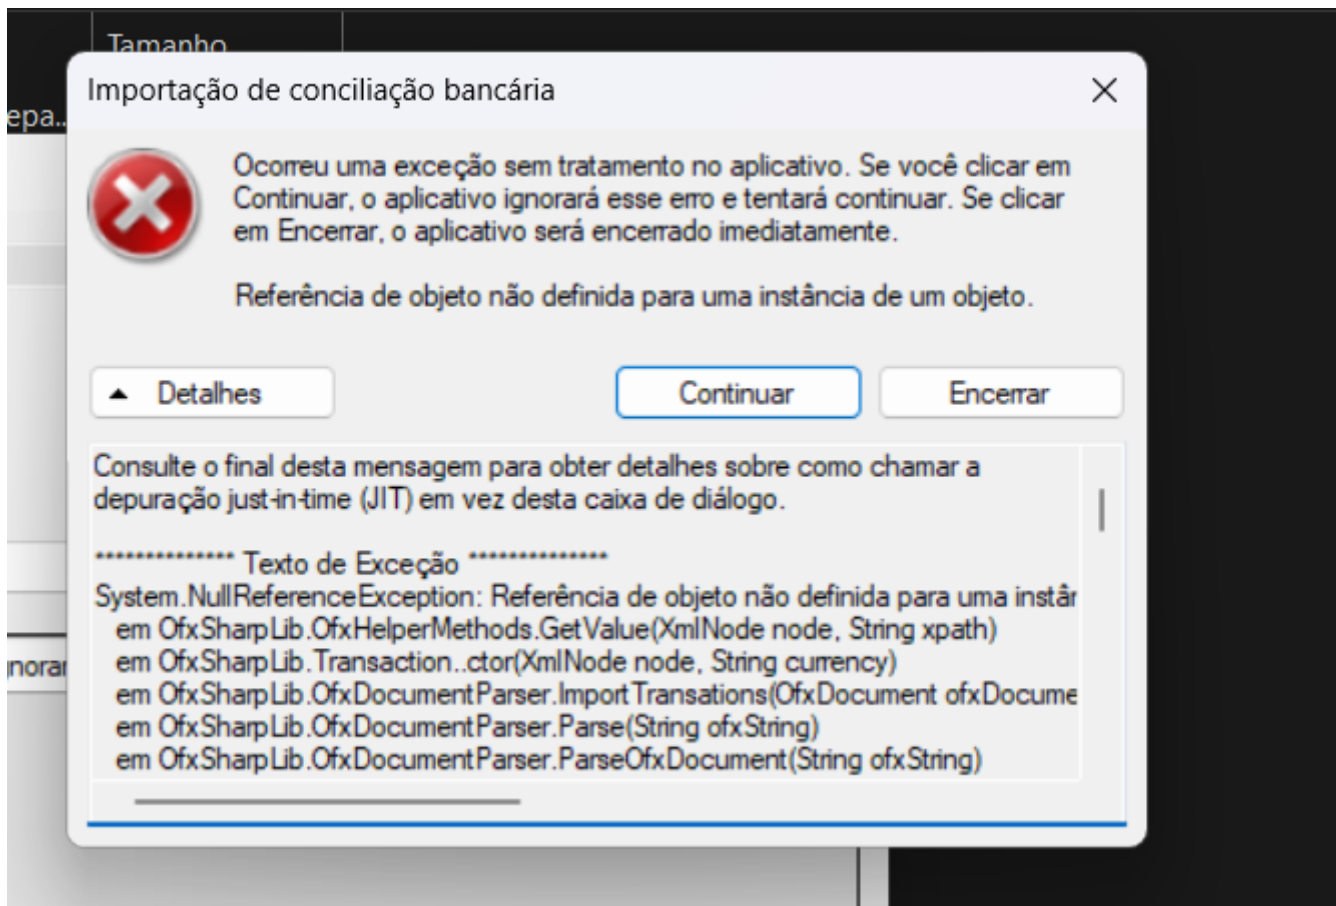 Tamanho
Importação de conciliação bancária
epa..
Ocorreu uma exceção sem tratamento no aplicativo. Se você clicar em
Continuar, o aplicativo ignorará esse erro e tentará continuar. Se clicar
em Encerrar, o aplicativo será encerrado imediatamente.
Referência de objeto não definida para uma instância de um objeto.
Detalhes
Continuar
Encerrar
Consulte o final desta mensagem para obter detalhes sobre como chamar a
depuração just-in-time (JIT) em vez desta caixa de diálogo.
************** Texto de Exceção **************
System.NullReferenceException: Referência de objeto não definida para uma instân
em OfxSharpLib.OfxHelperMethods.GetValue(XmlNode node, String xpath)
norar
em OfxSharpLib.Transaction..ctor(XmlNode node, String currency)
em OfxSharpLib.OfxDocumentParser.ImportTransations(OfxDocument ofxDocume
em OfxSharpLib.OfxDocumentParser.Parse(String ofxString)
em OfxSharpLib.OfxDocumentParser.ParseOfxDocument(String ofxString)